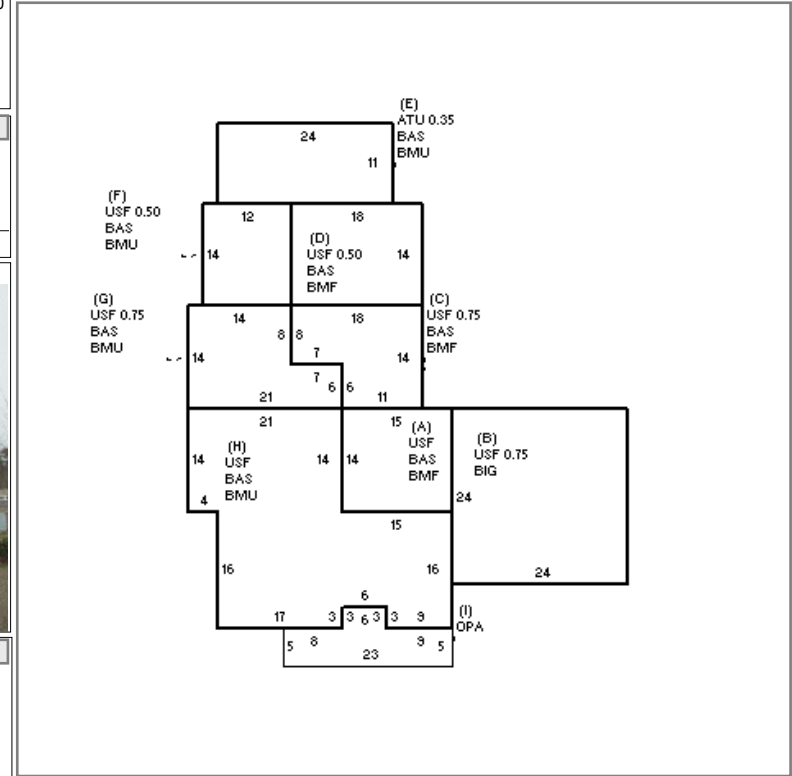 (E)
ATU 0.35
BAS
BMU
24
11
(F)
USF 0.50
BAS
BMU
12
18
14
(D)
USF 0.50
BAS
BMF
14
(G)
USF 0.75
BAS
BMU
14
18
(C)
USF 0.75
BAS
BMF
8
8
14
7
14
7
6
6
21
11
21
15
(A)
USF
BAS
BMF
(B)
USF 0.75
BIG
(H)
USF
BAS
BMU
14
14
14
4
24
15
16
16
24
6
17
3
3
6
3
3
9
(I)
OPA
5
8
9
5
23